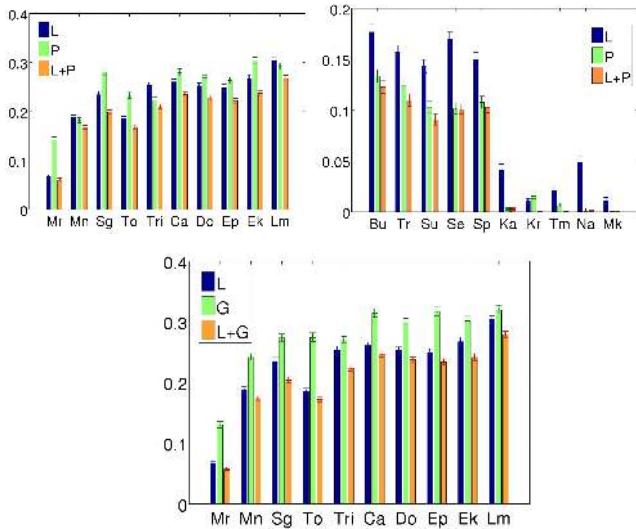 0.4
0.3
0.2
0.1
0
L
P
L+P
Mr Mn Sg To Tri Ca Do Ep Ek Lm
0.2
0.15
0.1
0.05
0
L
P
L+P
Bu Tr Su Se Sp Ka Kr Tm Na Mk
0.4
0.3
0.2
0.1
0
L
G
L+G
Mr Mn Sg To Tri Ca Do Ep Ek Lm